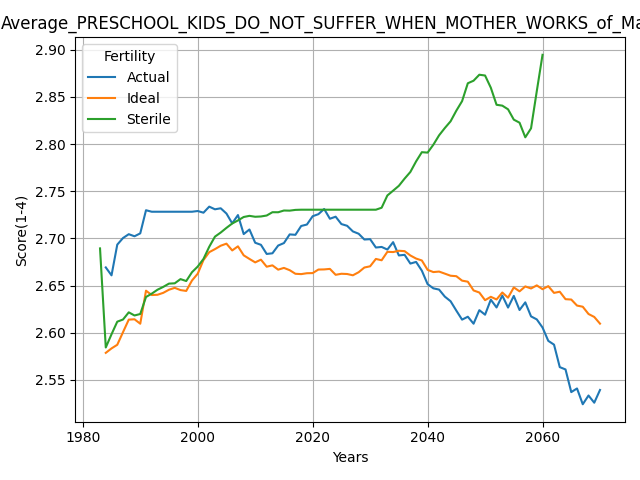 Average_PRESCHOOL_KIDS_DO_NOT_SUFFER_WHEN_MOTHER_WORKS_of_Ma
2.90
2.85
2.80
2.75
2.70
2.65
2.60
2.55
Score(1-4)
Fertility
Actual
Ideal
Sterile
1980
2000
2020
2040
2060
Years